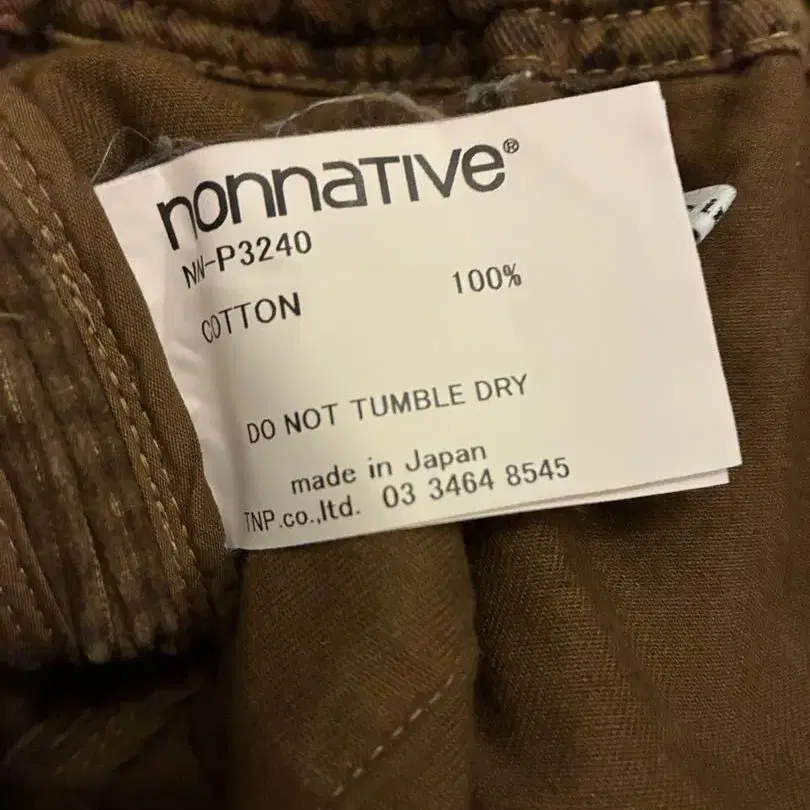 nonnaTIVe®
NN-P3240
COTTON 100%
DO NOT TUMBLE DRY
made in Japan
TNP.co.,ltd. 03 3464 8545